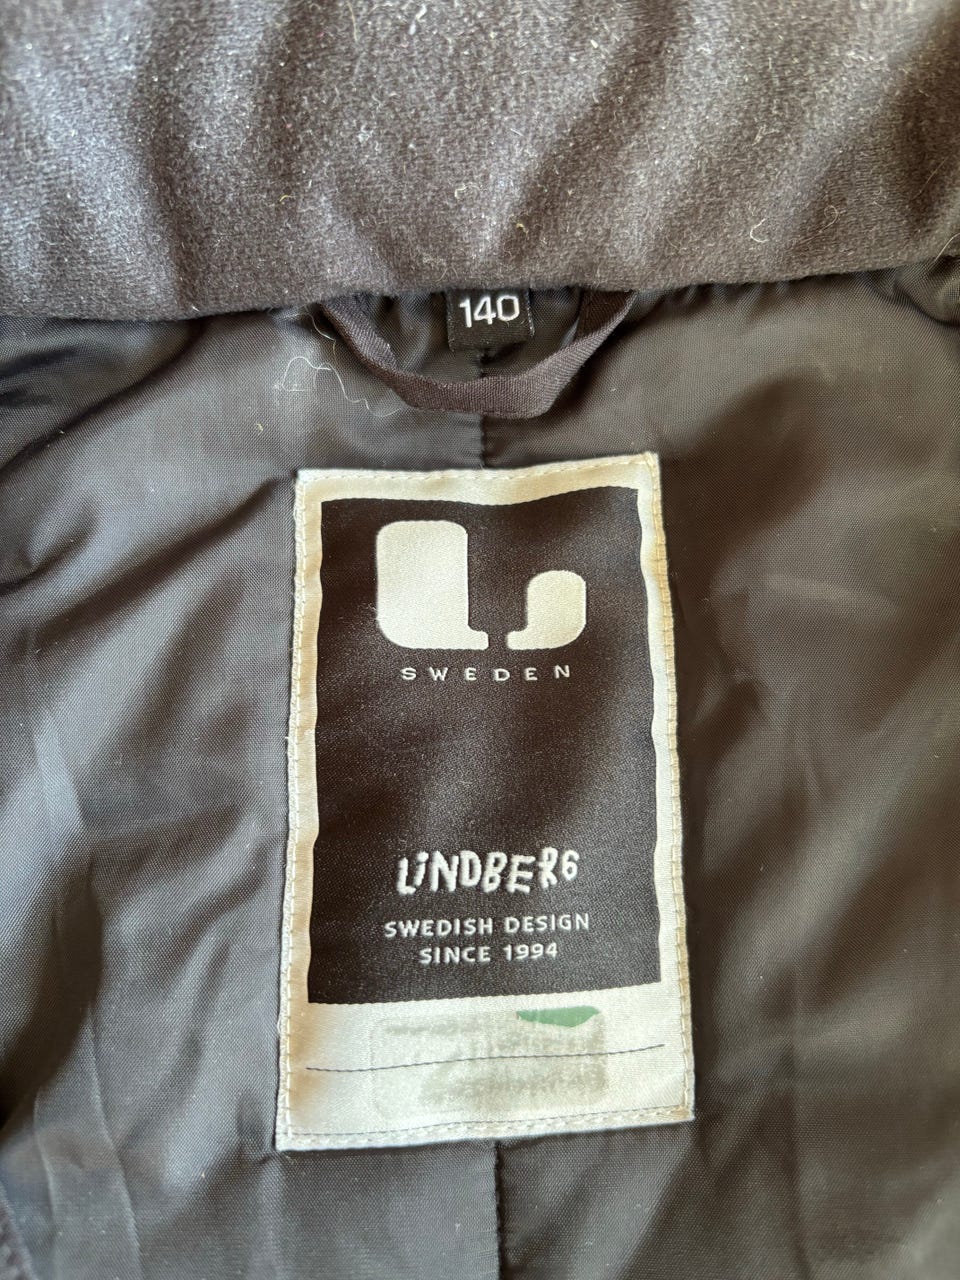 140
SWEDEN
LINDBERG
SWEDISH DESIGN
SINCE 1994